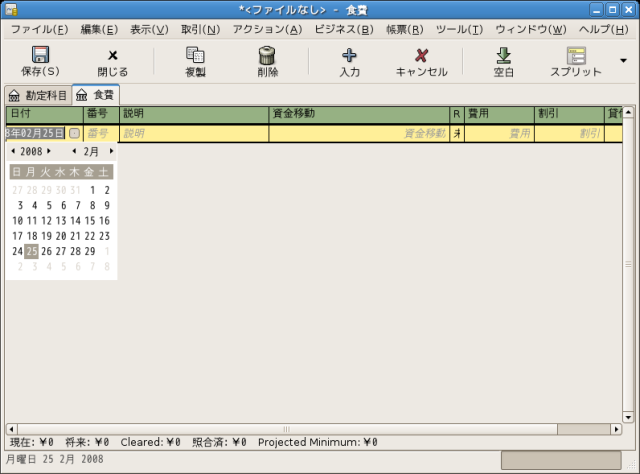 *<ファイルなし> - 食費
ファイル(F) 編集(E) 表示(V) 取引(N) アクション(A) ビジネス(B) 帳票(R) ツール(T) ウィンドウ(W) ヘルプ(H)
保存(S) 閉じる 複製 削除 入力 キャンセル 空白 スプリット
勘定科目 食費
日付 番号 説明 資金移動 R 費用 割引
年02月25日 番号 説明 資金移動 費用 割引
2008 2月
日 月 火 水 木 金 土
27 28 29 30 31 1 2
3 4 5 6 7 8 9
10 11 12 13 14 15 16
17 18 19 20 21 22 23
24 25 26 27 28 29 1
2 3 4 5 6 7 8
現在: ¥0 将来: ¥0 Cleared: ¥0 照合済: ¥0 Projected Minimum: ¥0
月曜日 25 2月 2008